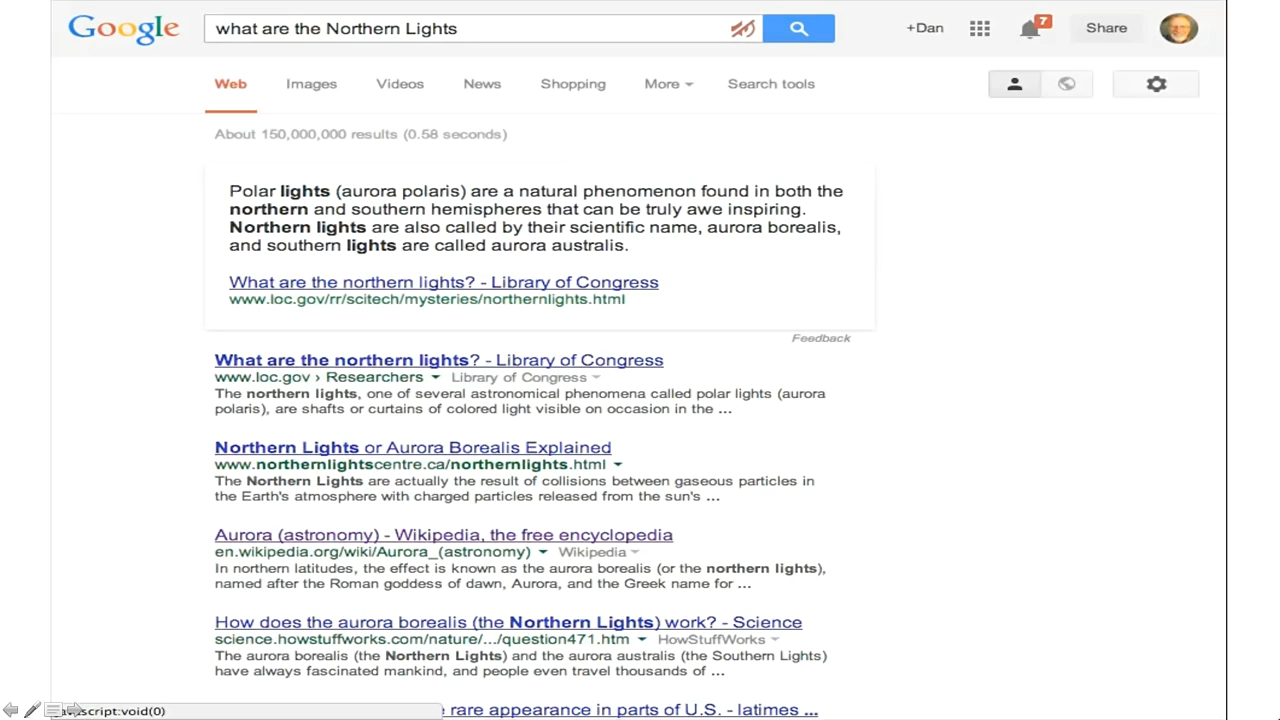 Google
what are the Northern Lights
+Dan
7
Share
Web Images Videos News Shopping More Search tools
About 150,000,000 results (0.58 seconds)
Polar lights (aurora polaris) are a natural phenomenon found in both the
northern and southern hemispheres that can be truly awe inspiring.
Northern lights are also called by their scientific name, aurora borealis,
and southern lights are called aurora australis.
What are the northern lights? - Library of Congress
www.loc.gov/rr/scitech/mysteries/northernlights.html
Feedback
What are the northern lights? - Library of Congress
www.loc.gov › Researchers Library of Congress
The northern lights, one of several astronomical phenomena called polar lights (aurora
polaris), are shafts or curtains of colored light visible on occasion in the ...
Northern Lights or Aurora Borealis Explained
www.northernlightscentre.ca/northernlights.html
The Northern Lights are actually the result of collisions between gaseous particles in
the Earth's atmosphere with charged particles released from the sun's ...
Aurora (astronomy) - Wikipedia, the free encyclopedia
en.wikipedia.org/wiki/Aurora_(astronomy) Wikipedia
In northern latitudes, the effect is known as the aurora borealis (or the northern lights),
named after the Roman goddess of dawn, Aurora, and the Greek name for ...
How does the aurora borealis (the Northern Lights) work? - Science
science.howstuffworks.com/nature/.../question471.htm HowStuffWorks
The aurora borealis (the Northern Lights) and the aurora australis (the Southern Lights)
have always fascinated mankind, and people even travel thousands of ...
rare appearance in parts of U.S. - latimes ...
script:void(0)